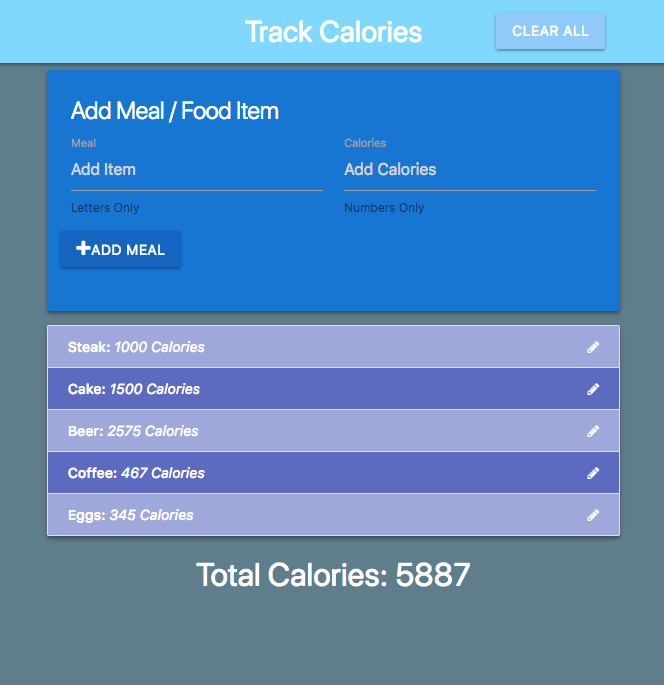 Track Calories
CLEAR ALL
Add Meal / Food Item
Meal
Calories
Add Item
Add Calories
Letters Only
Numbers Only
ADD MEAL
Steak: 1000 Calories
Cake: 1500 Calories
Beer: 2575 Calories
Coffee: 467 Calories
Eggs: 345 Calories
Total Calories: 5887